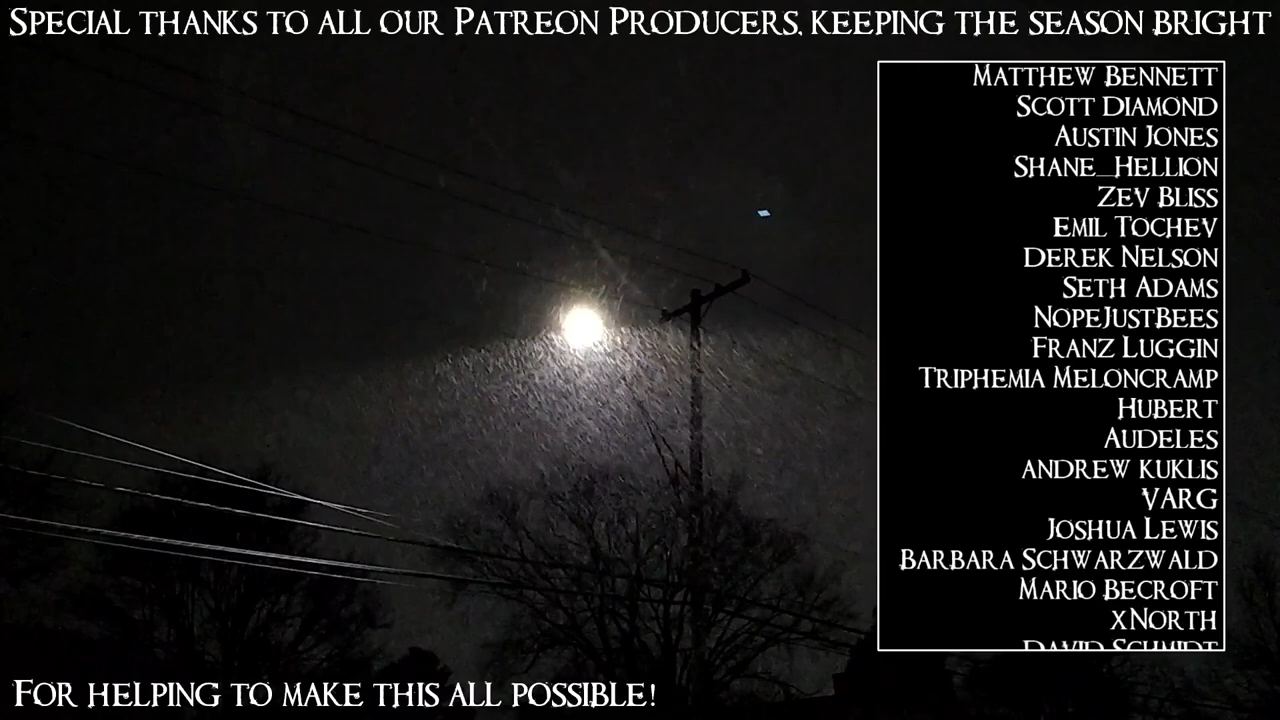 Special thanks to all our Patreon Producers, keeping the season bright
Matthew Bennett
Scott Diamond
Austin Jones
Shane_Hellion
Zev Bliss
Emil Tochev
Derek Nelson
Seth Adams
NopeJustBees
Franz Luggin
Triphemia Meloncramp
Hubert
Audeles
andrew kuklis
Varg
Joshua Lewis
Barbara Schwarzwald
Mario Becroft
xNorth
David Schmidt
For helping to make this all possible!